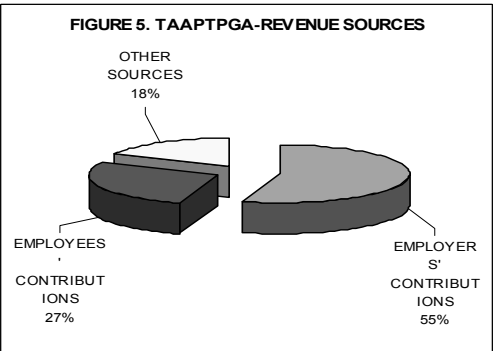 FIGURE 5. TAAPTPGA-REVENUE SOURCES
OTHER
SOURCES
18%
EMPLOYEES
'
CONTRIBUT
IONS
27%
EMPLOYER
S'
CONTRIBUT
IONS
55%